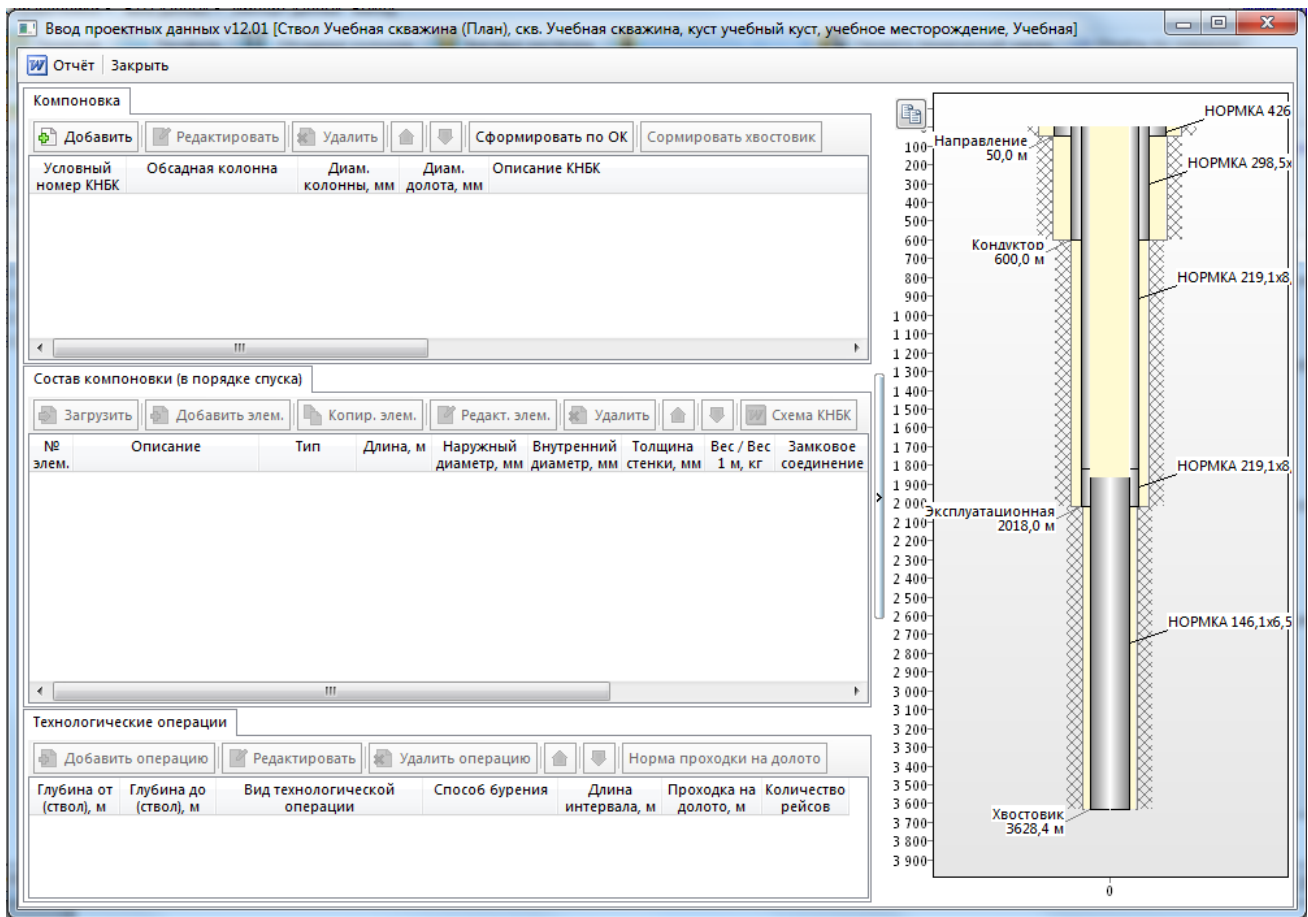 Ввод проектных данных v12.01 [Ствол Учебная скважина (План), скв. Учебная скважина, куст учебный куст, учебное месторождение, Учебная]
Отчёт Закрыть
Компоновка
Добавить Редактировать Удалить Сформировать по ОК Сормировать хвостовик
Условный номер КНБК Обсадная колонна Диам. колонны, мм Диам. долота, мм Описание КНБК
Состав компоновки (в порядке спуска)
Загрузить Добавить элем. Копир. элем. Редакт. элем. Удалить Схема КНБК
№ элем. Описание Тип Длина, м Наружный диаметр, мм Внутренний диаметр, мм Толщина стенки, мм Вес / Вес 1 м, кг Замковое соединение
Технологические операции
Добавить операцию Редактировать Удалить операцию Норма проходки на долото
Глубина от (ствол), м Глубина до (ствол), м Вид технологической операции Способ бурения Длина интервала, м Проходка на долото, м Количество рейсов
НОРМКА 426
100
Направление
50,0 м
200
НОРМКА 298,5x
300
400
500
600
Кондуктор
600,0 м
700
800
НОРМКА 219,1x8,
900
1 000
1 100
1 200
1 300
1 400
1 500
1 600
1 700
1 800
НОРМКА 219,1x8,
1 900
2 000
Эксплуатационная
2018,0 м
2 100
2 200
2 300
2 400
2 500
2 600
НОРМКА 146,1x6,5
2 700
2 800
2 900
3 000
3 100
3 200
3 300
3 400
3 500
3 600
Хвостовик
3628,4 м
3 700
3 800
3 900
0